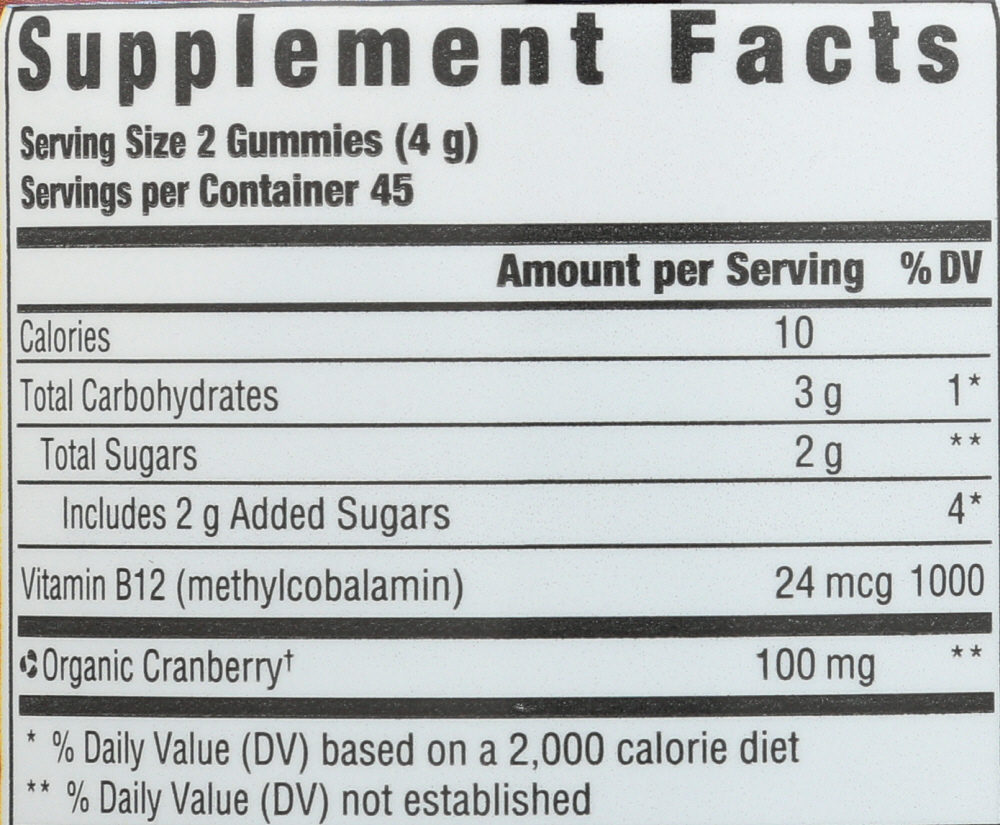 Supplement Facts
Serving Size 2 Gummies (4 g)
Servings per Container 45
Amount per Serving % DV
Calories 10
Total Carbohydrates 3 g 1*
Total Sugars 2 g **
Includes 2 g Added Sugars 4*
Vitamin B12 (methylcobalamin) 24 mcg 1000
Organic Cranberry† 100 mg **
* % Daily Value (DV) based on a 2,000 calorie diet
** % Daily Value (DV) not established